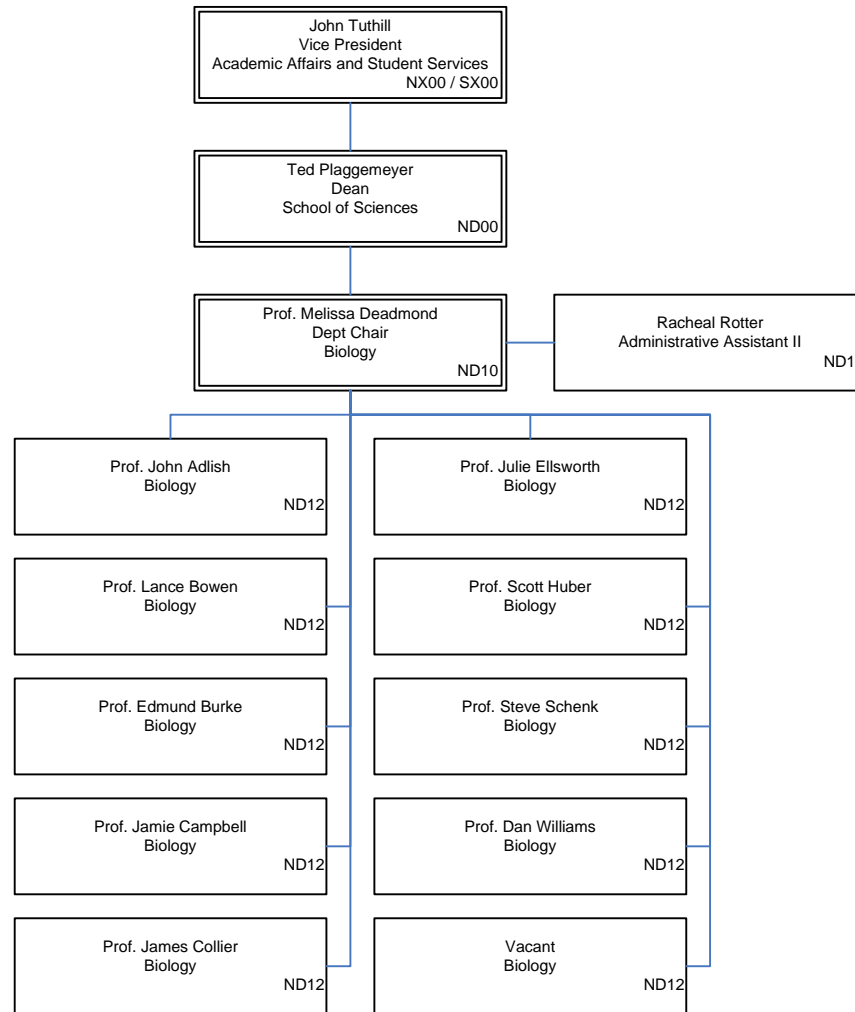 John Tuthill
Vice President
Academic Affairs and Student Services
NX00 / SX00
Ted Plaggemeyer
Dean
School of Sciences
ND00
Prof. Melissa Deadmond
Dept Chair
Biology
ND10
Racheal Rotter
Administrative Assistant II
Prof. John Adlish
Biology
ND12
Prof. Julie Ellsworth
Biology
ND12
Prof. Lance Bowen
Biology
ND12
Prof. Scott Huber
Biology
ND12
Prof. Edmund Burke
Biology
ND12
Prof. Steve Schenk
Biology
ND12
Prof. Jamie Campbell
Biology
ND12
Prof. Dan Williams
Biology
ND12
Prof. James Collier
Biology
ND12
Vacant
Biology
ND12